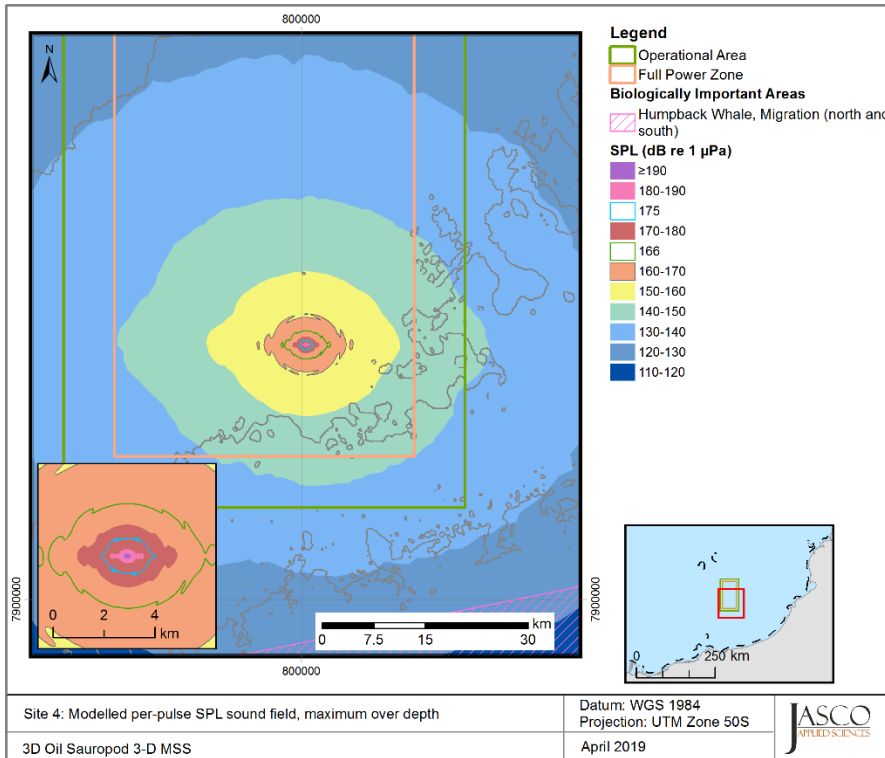 800000
N
7900000
0 2 4
km
0 7.5 15 30
km
800000
7900000
Legend
Operational Area
Full Power Zone
Biologically Important Areas
Humpback Whale, Migration (north and
south)
SPL (dB re 1 µPa)
≥190
180-190
175
170-180
166
160-170
150-160
140-150
130-140
120-130
110-120
0 250 km
Site 4: Modelled per-pulse SPL sound field, maximum over depth
3D Oil Sauropod 3-D MSS
Datum: WGS 1984
Projection: UTM Zone 50S
April 2019
JASCO
APPLIED SCIENCES